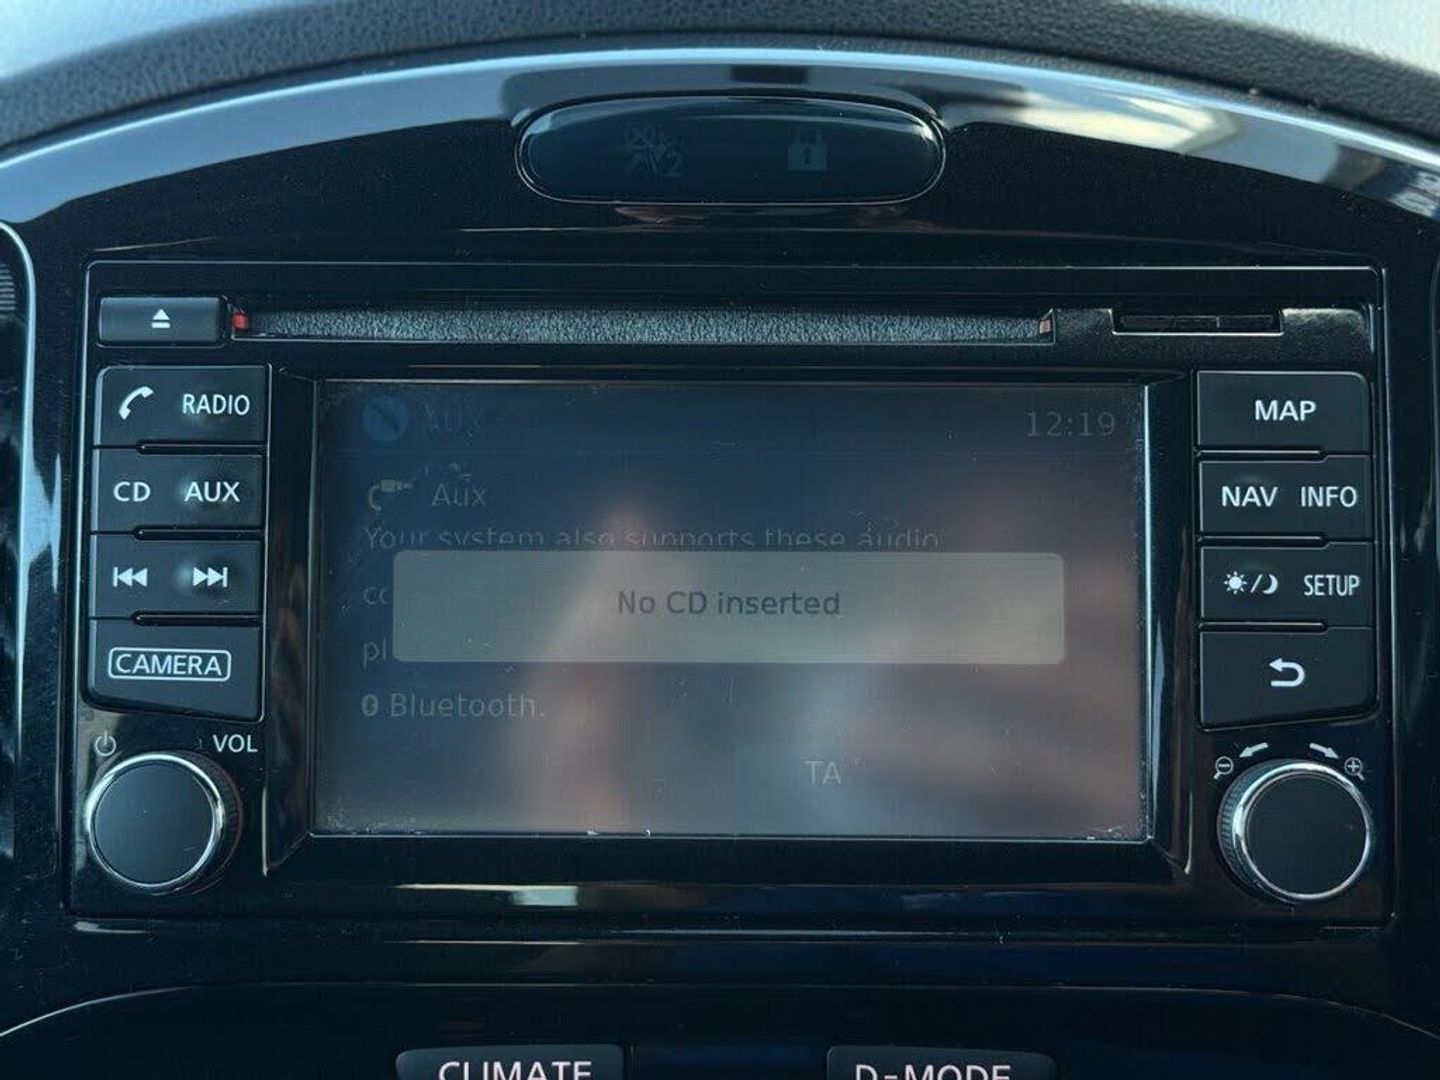 2
RADIO
CD AUX
CAMERA
VOL
AUX
12:19
Aux
Your system also supports these audio
No CD inserted
Bluetooth.
TA
MAP
NAV INFO
SETUP
CLIMATE
D-MODE